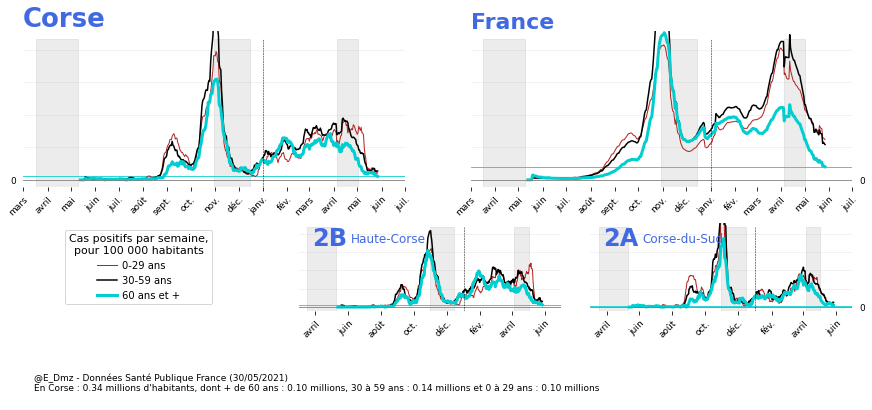 Corse
France
0
mars avril mai juin juil. août sept. oct. nov. déc. janv. fév. mars avril mai juin juil.
mars avril mai juin juil. août sept. oct. nov. déc. janv. fév. mars avril mai juin juil.
0
Cas positifs par semaine,
pour 100 000 habitants
0-29 ans
30-59 ans
60 ans et +
2B Haute-Corse
avril juin août oct. déc. fév. avril juin
2A Corse-du-Sud
avril juin août oct. déc. fév. avril juin
0
@E_Dmz - Données Santé Publique France (30/05/2021)
En Corse : 0.34 millions d'habitants, dont + de 60 ans : 0.10 millions, 30 à 59 ans : 0.14 millions et 0 à 29 ans : 0.10 millions